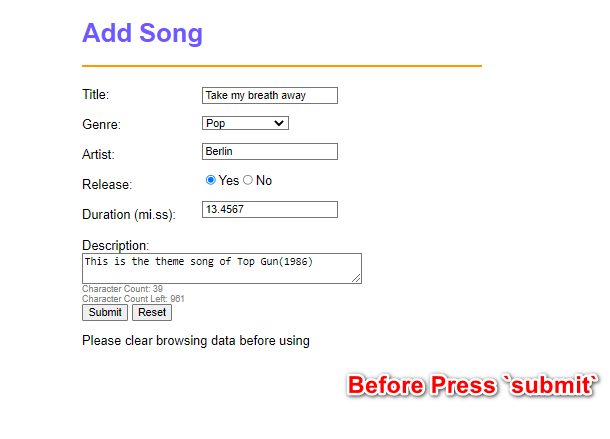 Add Song
Title: Take my breath away
Genre: Pop
Artist: Berlin
Release: Yes No
Duration (mi.ss): 13.4567
Description:
This is the theme song of Top Gun(1986)
Character Count: 39
Character Count Left: 961
Submit Reset
Please clear browsing data before using
Before Press `submit`